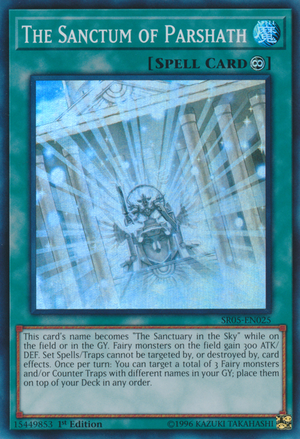 THE SANCTUM OF PARSHATH
[SPELL CARD∞]
SR05-EN025
This card's name becomes "The Sanctuary in the Sky" while on
the field or in the GY. Fairy monsters on the field gain 300 ATK/
DEF. Set Spells/Traps cannot be targeted by, or destroyed by, card
effects. Once per turn: You can target a total of 3 Fairy monsters
and/or Counter Traps with different names in your GY; place them
on top of your Deck in any order.
15449853 1st Edition ©1996 KAZUKI TAKAHASHI